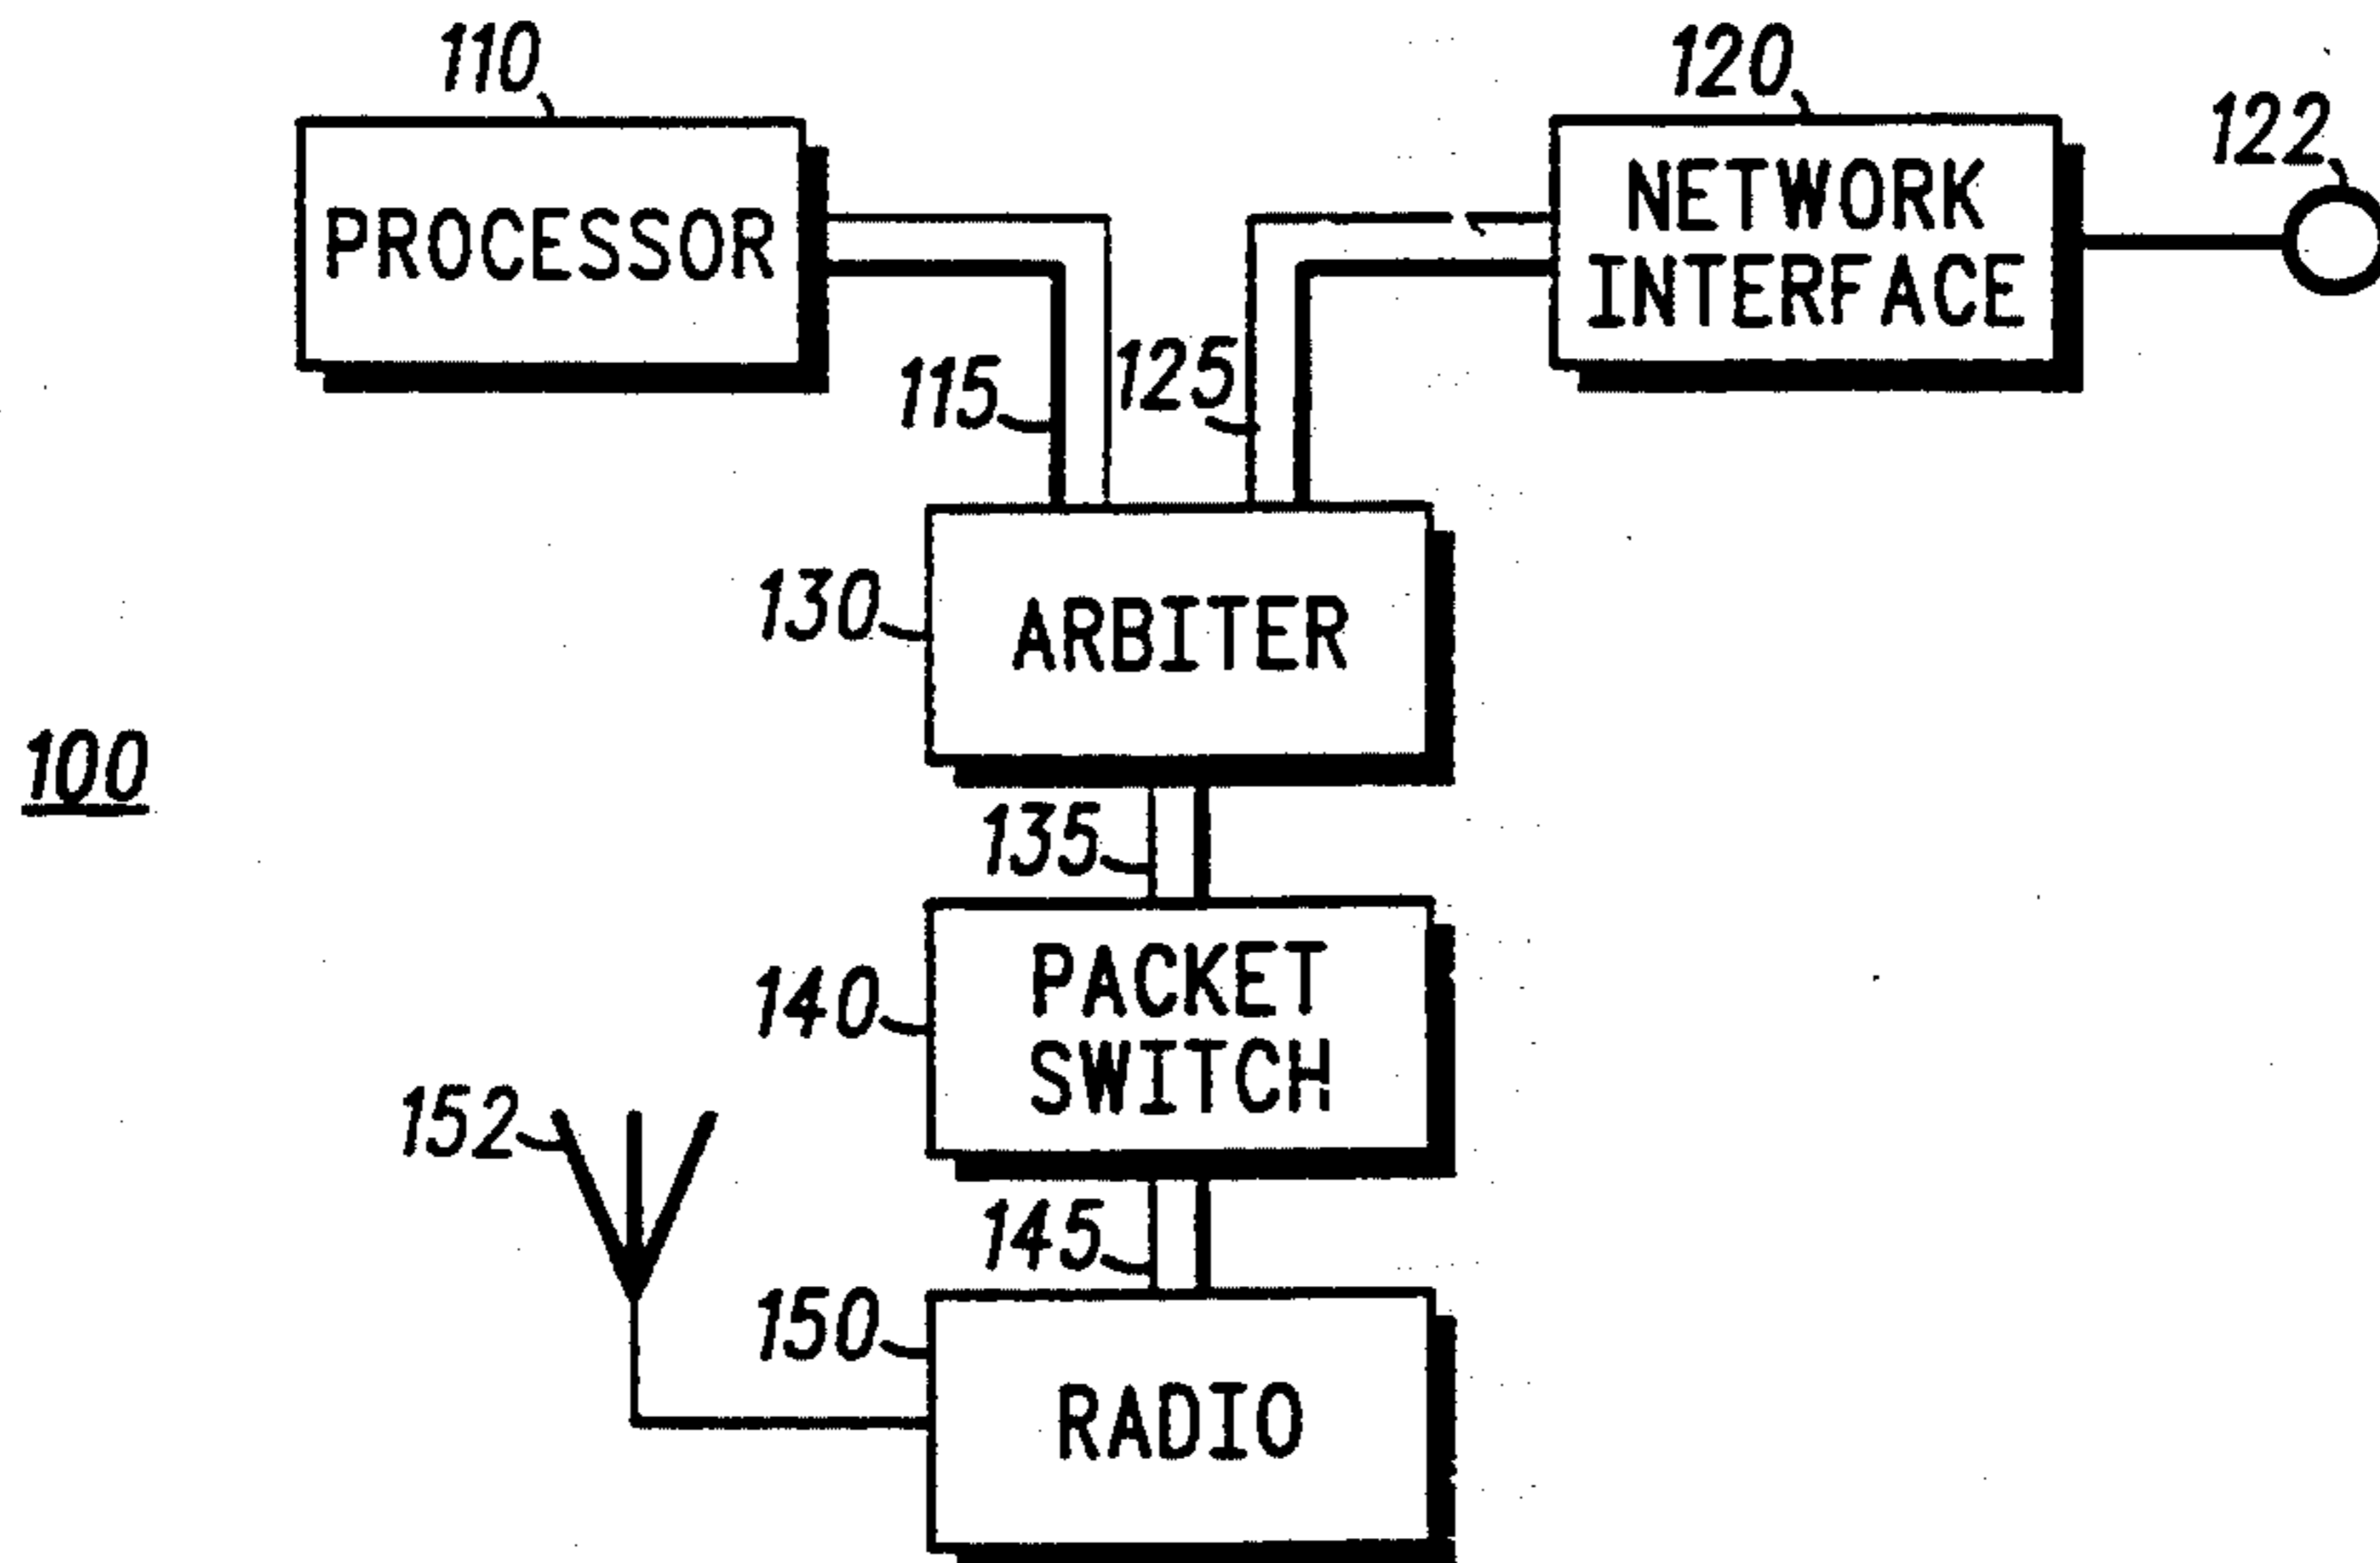 110
120
122
PROCESSOR
NETWORK
INTERFACE
115
125
130
ARBITER
100
135
140
PACKET
SWITCH
152
145
150
RADIO